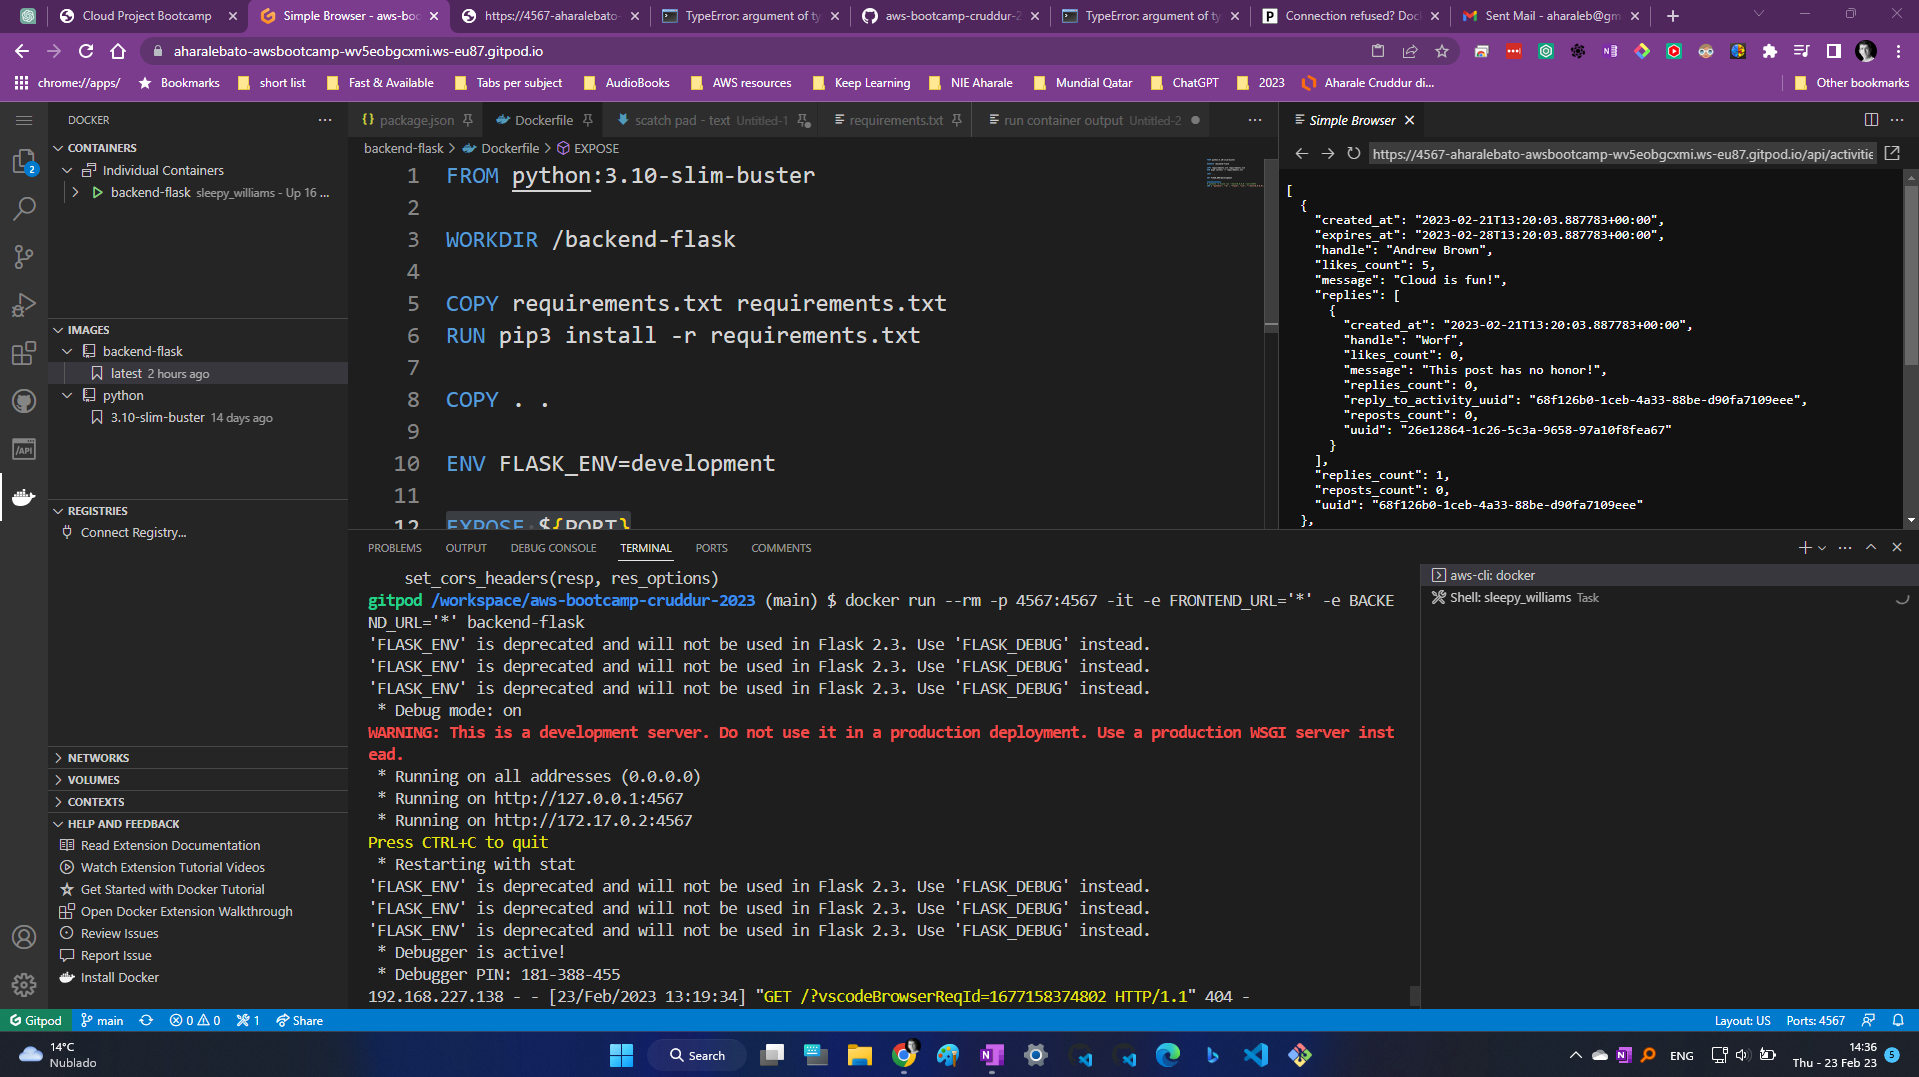 Cloud Project Bootcamp
Simple Browser - aws-boo
https://4567-aharalebato-
TypeError: argument of ty
aws-bootcamp-cruddur-2
TypeError: argument of ty
Connection refused? Doc
Sent Mail - aharaleb@gm
aharalebato-awsbootcamp-wv5eobgcxmi.ws-eu87.gitpod.io
chrome://apps/
Bookmarks
short list
Fast & Available
Tabs per subject
AudioBooks
AWS resources
Keep Learning
NIE Aharale
Mundial Qatar
ChatGPT
2023
Aharale Cruddur di...
Other bookmarks
DOCKER
CONTAINERS
Individual Containers
backend-flask sleepy_williams - Up 16 ...
IMAGES
backend-flask
latest 2 hours ago
python
3.10-slim-buster 14 days ago
REGISTRIES
Connect Registry...
NETWORKS
VOLUMES
CONTEXTS
HELP AND FEEDBACK
Read Extension Documentation
Watch Extension Tutorial Videos
Get Started with Docker Tutorial
Open Docker Extension Walkthrough
Review Issues
Report Issue
Install Docker
package.json
Dockerfile
scatch pad - text Untitled-1
requirements.txt
run container output Untitled-2
backend-flask > Dockerfile > EXPOSE
1 FROM python:3.10-slim-buster
2
3 WORKDIR /backend-flask
4
5 COPY requirements.txt requirements.txt
6 RUN pip3 install -r requirements.txt
7
8 COPY . .
9
10 ENV FLASK_ENV=development
11
12 EXPOSE ${PORT}
Simple Browser
https://4567-aharalebato-awsbootcamp-wv5eobgcxmi.ws-eu87.gitpod.io/api/activitie
[
{
"created_at": "2023-02-21T13:20:03.887783+00:00",
"expires_at": "2023-02-28T13:20:03.887783+00:00",
"handle": "Andrew Brown",
"likes_count": 5,
"message": "Cloud is fun!",
"replies": [
{
"created_at": "2023-02-21T13:20:03.887783+00:00",
"handle": "Worf",
"likes_count": 0,
"message": "This post has no honor!",
"replies_count": 0,
"reply_to_activity_uuid": "68f126b0-1ceb-4a33-88be-d90fa7109eee",
"reposts_count": 0,
"uuid": "26e12864-1c26-5c3a-9658-97a10f8fea67"
}
],
"replies_count": 1,
"reposts_count": 0,
"uuid": "68f126b0-1ceb-4a33-88be-d90fa7109eee"
},
PROBLEMS
OUTPUT
DEBUG CONSOLE
TERMINAL
PORTS
COMMENTS
set_cors_headers(resp, res_options)
gitpod /workspace/aws-bootcamp-cruddur-2023 (main) $ docker run --rm -p 4567:4567 -it -e FRONTEND_URL='*' -e BACKE
ND_URL='*' backend-flask
'FLASK_ENV' is deprecated and will not be used in Flask 2.3. Use 'FLASK_DEBUG' instead.
'FLASK_ENV' is deprecated and will not be used in Flask 2.3. Use 'FLASK_DEBUG' instead.
'FLASK_ENV' is deprecated and will not be used in Flask 2.3. Use 'FLASK_DEBUG' instead.
* Debug mode: on
WARNING: This is a development server. Do not use it in a production deployment. Use a production WSGI server inst
ead.
* Running on all addresses (0.0.0.0)
* Running on http://127.0.0.1:4567
* Running on http://172.17.0.2:4567
Press CTRL+C to quit
* Restarting with stat
'FLASK_ENV' is deprecated and will not be used in Flask 2.3. Use 'FLASK_DEBUG' instead.
'FLASK_ENV' is deprecated and will not be used in Flask 2.3. Use 'FLASK_DEBUG' instead.
'FLASK_ENV' is deprecated and will not be used in Flask 2.3. Use 'FLASK_DEBUG' instead.
* Debugger is active!
* Debugger PIN: 181-388-455
192.168.227.138 - - [23/Feb/2023 13:19:34] "GET /?vscodeBrowserReqId=1677158374802 HTTP/1.1" 404 -
aws-cli: docker
Shell: sleepy_williams Task
Gitpod
main
0
0
1
Share
Layout: US
Ports: 4567
14°C
Nublado
Search
ENG
14:36
Thu - 23 Feb 23
5